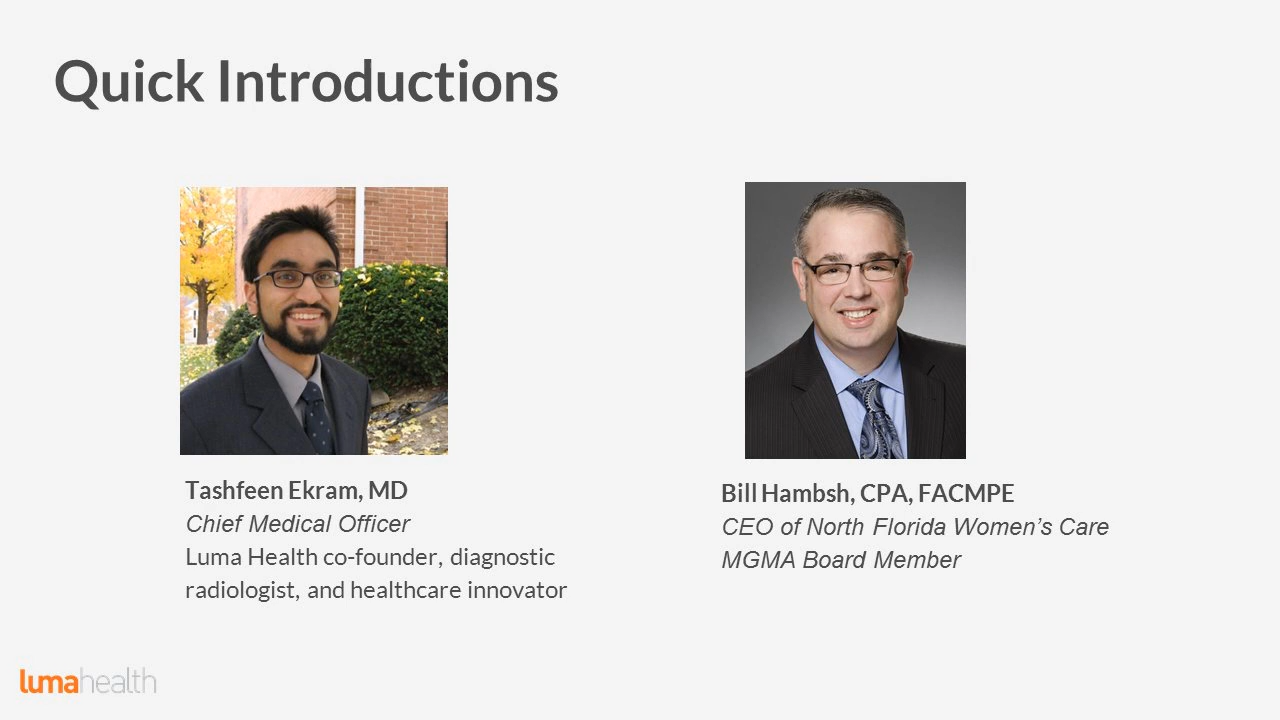 Quick Introductions
Tashfeen Ekram, MD
Chief Medical Officer
Luma Health co-founder, diagnostic
radiologist, and healthcare innovator
Bill Hambsh, CPA, FACMPE
CEO of North Florida Women’s Care
MGMA Board Member
lumahealth